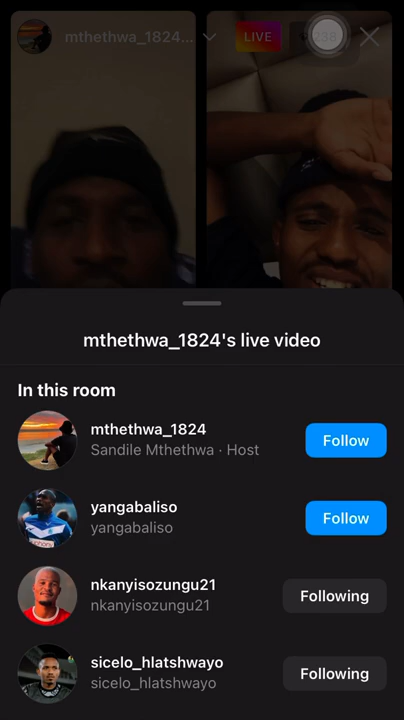 mthethwa_1824...
LIVE
mthethwa_1824's live video
In this room
mthethwa_1824
Sandile Mthethwa · Host
Follow
yangabaliso
yangabaliso
Follow
nkanyisozungu21
nkanyisozungu21
Following
sicelo_hlatshwayo
sicelo_hlatshwayo
Following